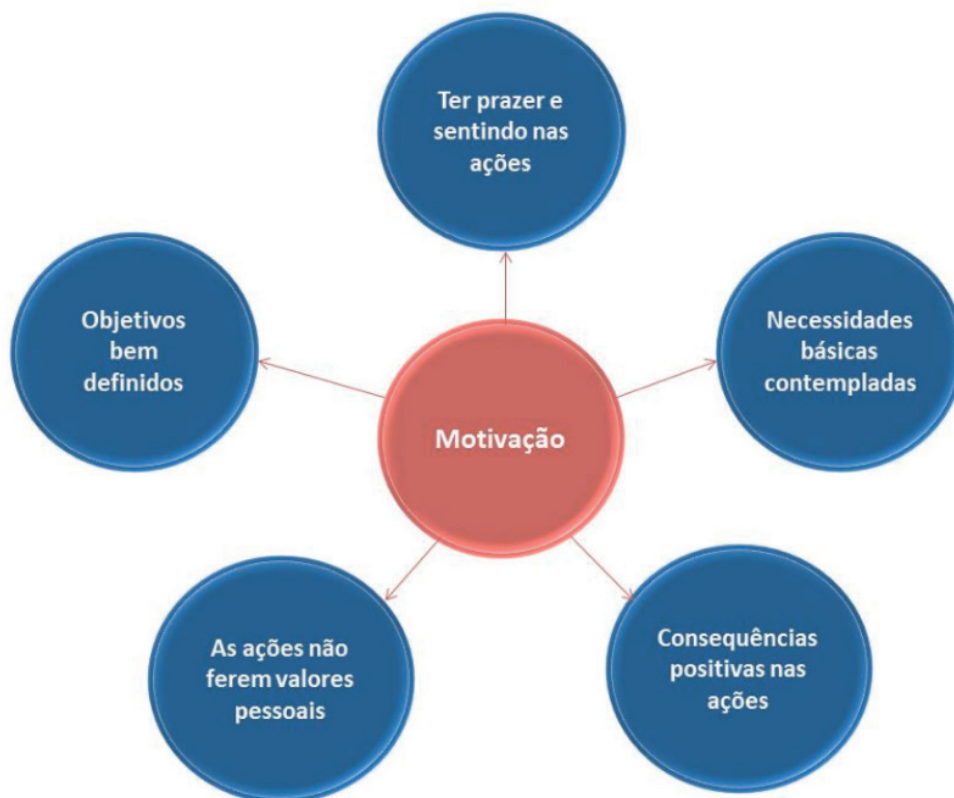 Ter prazer e
sentindo nas
ações
Objetivos
bem
definidos
Necessidades
básicas
contempladas
Motivação
As ações não
ferem valores
pessoais
Consequências
positivas nas
ações